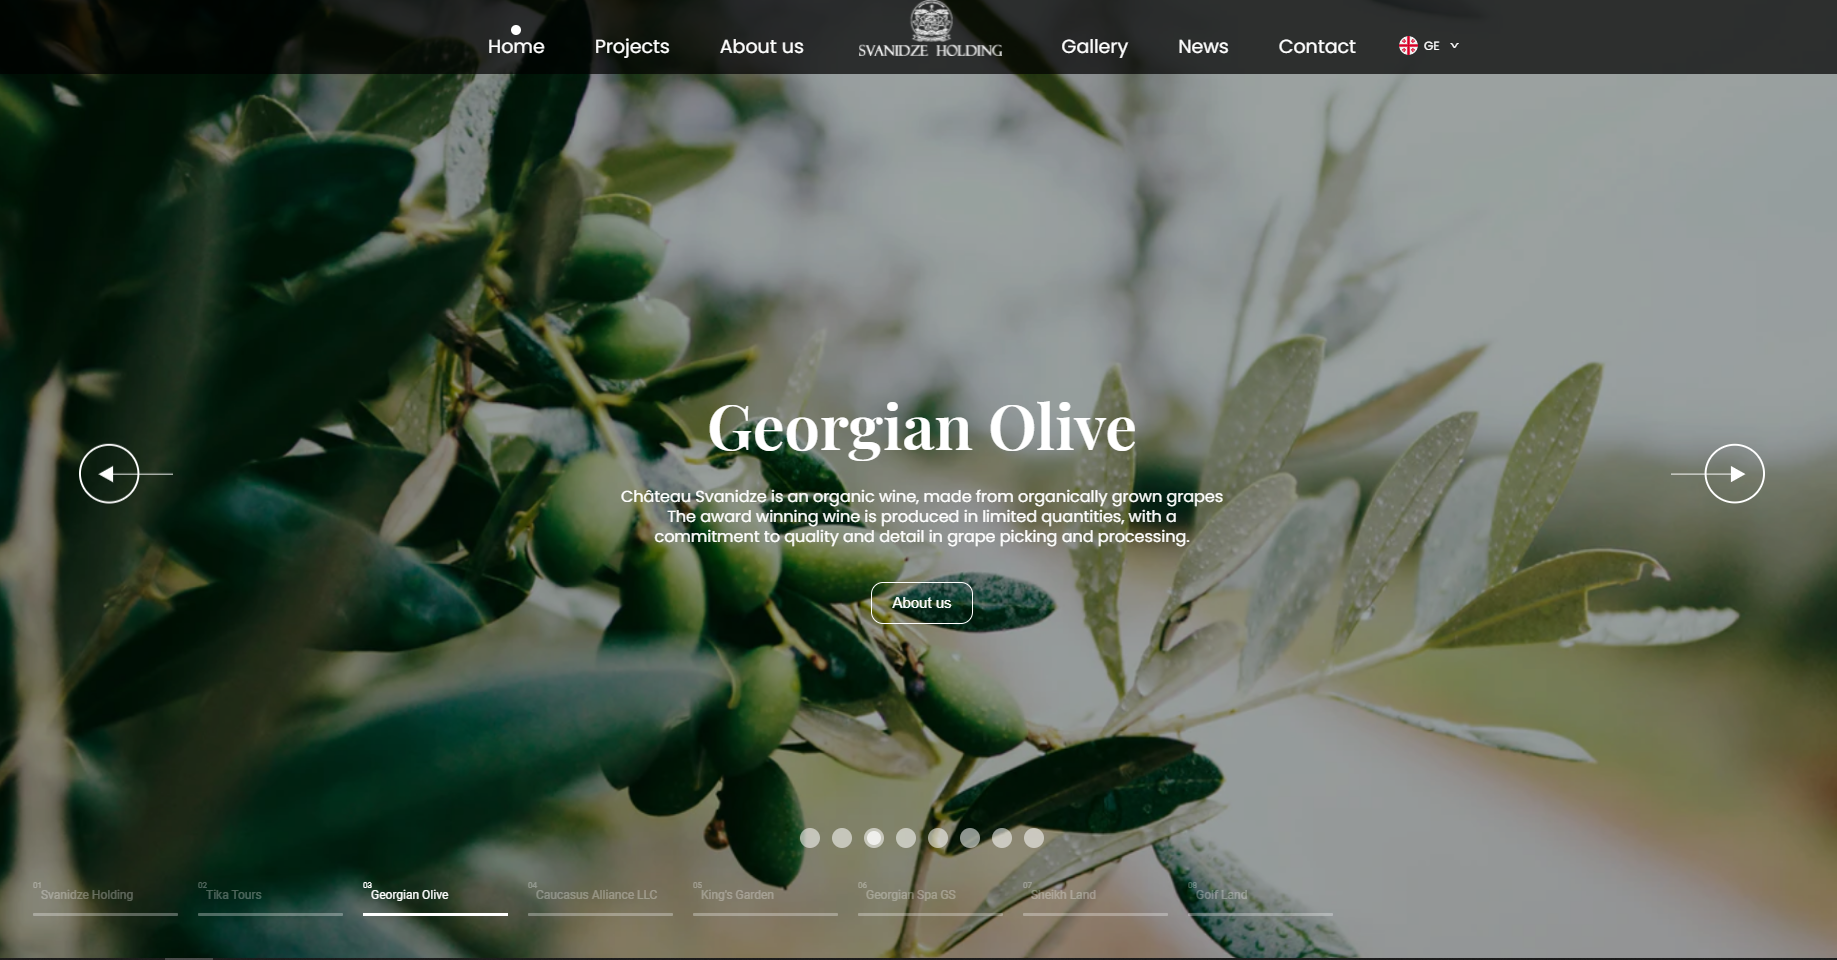 Home
Projects
About us
SVANIDZE HOLDING
Gallery
News
Contact
GE
Georgian Olive
Château Svanidze is an organic wine, made from organically grown grapes
The award winning wine is produced in limited quantities, with a
commitment to quality and detail in grape picking and processing.
About us
01
Svanidze Holding
02
Tika Tours
03
Georgian Olive
04
Caucasus Alliance LLC
05
King's Garden
06
Georgian Spa GS
07
Sheikh Land
08
Golf Land